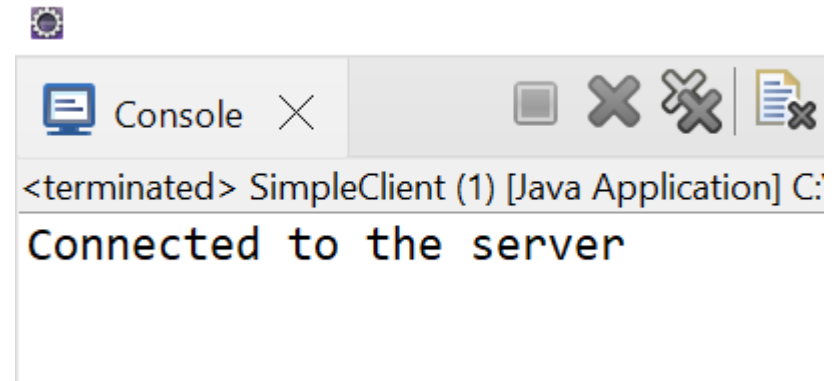 Console
<terminated> SimpleClient (1) [Java Application] C:\
Connected to the server